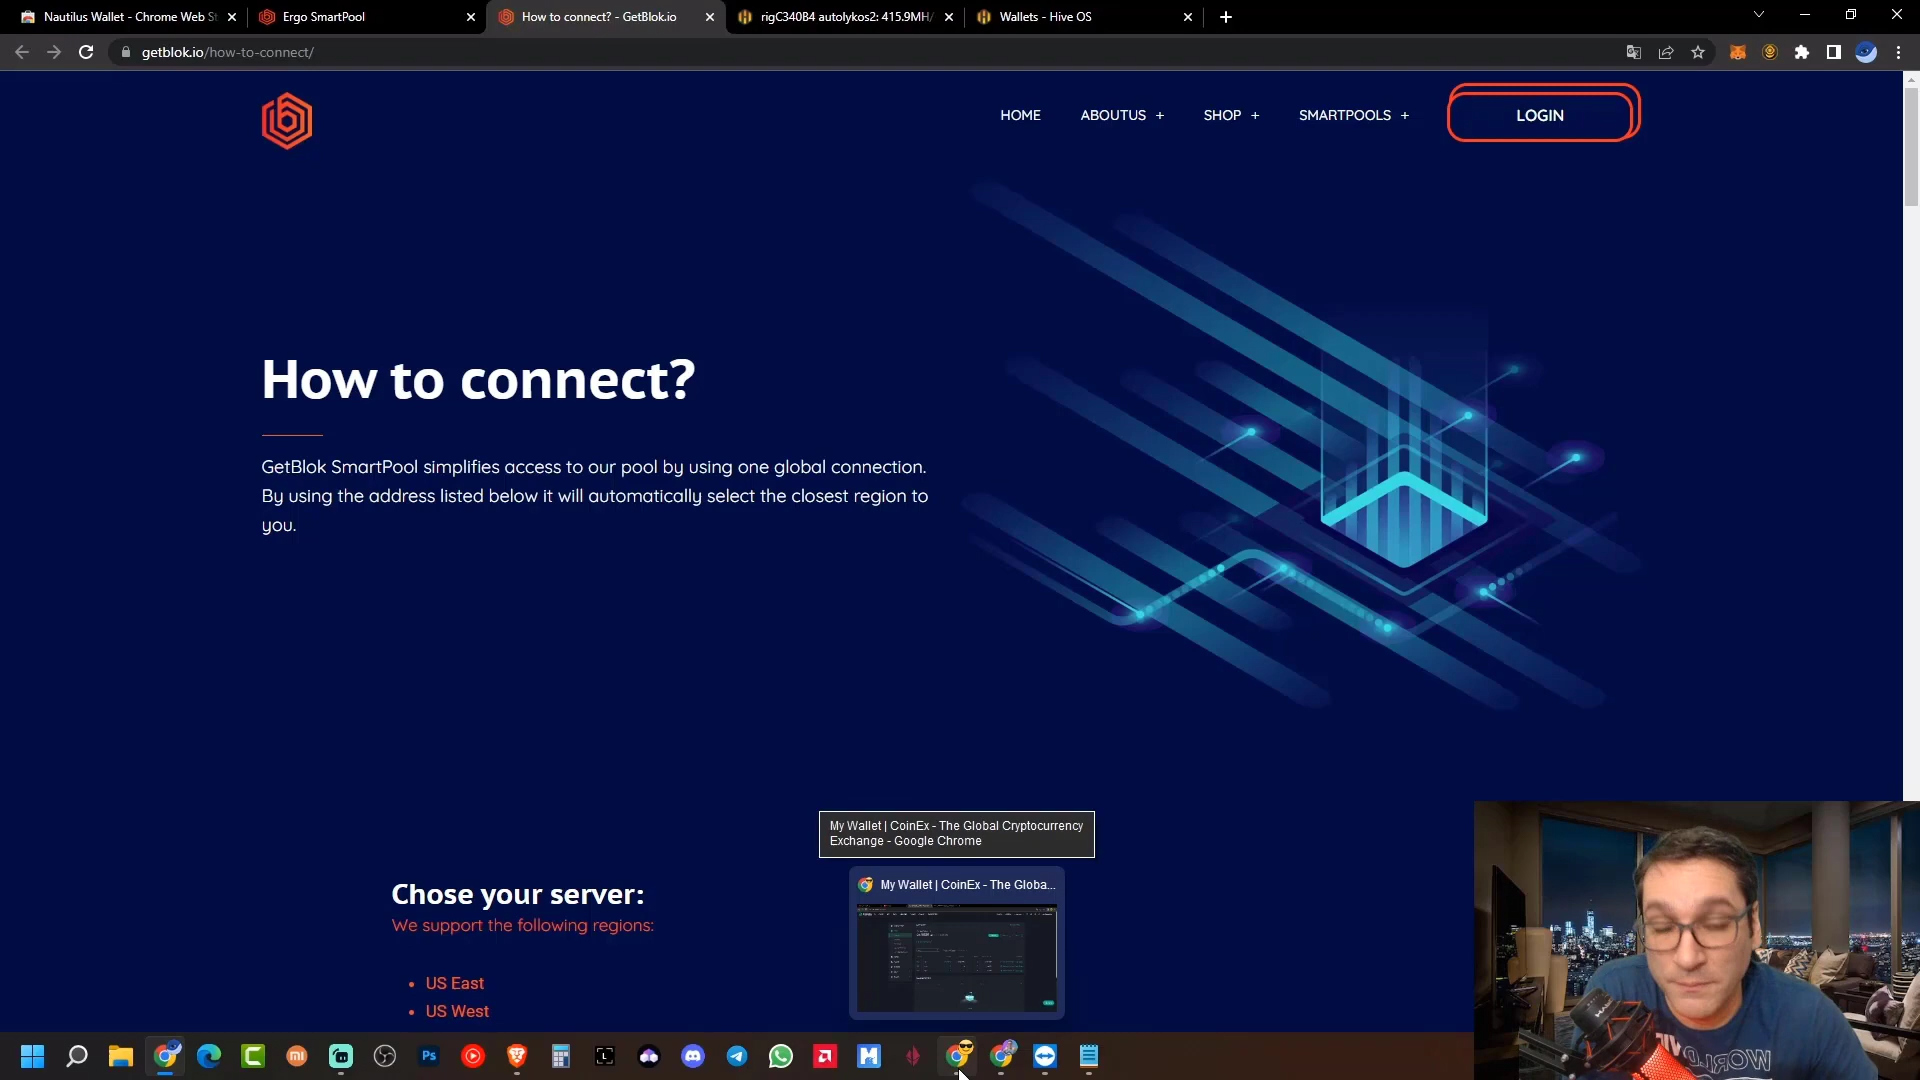 Nautilus Wallet - Chrome Web St
Ergo SmartPool
How to connect? - GetBlok.io
rigC340B4 autolykos2: 415.9MH/
Wallets - Hive OS
getblok.io/how-to-connect/
HOME
ABOUTUS +
SHOP +
SMARTPOOLS +
LOGIN
How to connect?
GetBlok SmartPool simplifies access to our pool by using one global connection.
By using the address listed below it will automatically select the closest region to
you.
My Wallet | CoinEx - The Global Cryptocurrency
Exchange - Google Chrome
My Wallet | CoinEx - The Globa...
Chose your server:
We support the following regions:
• US East
• US West
Ps
WORLD